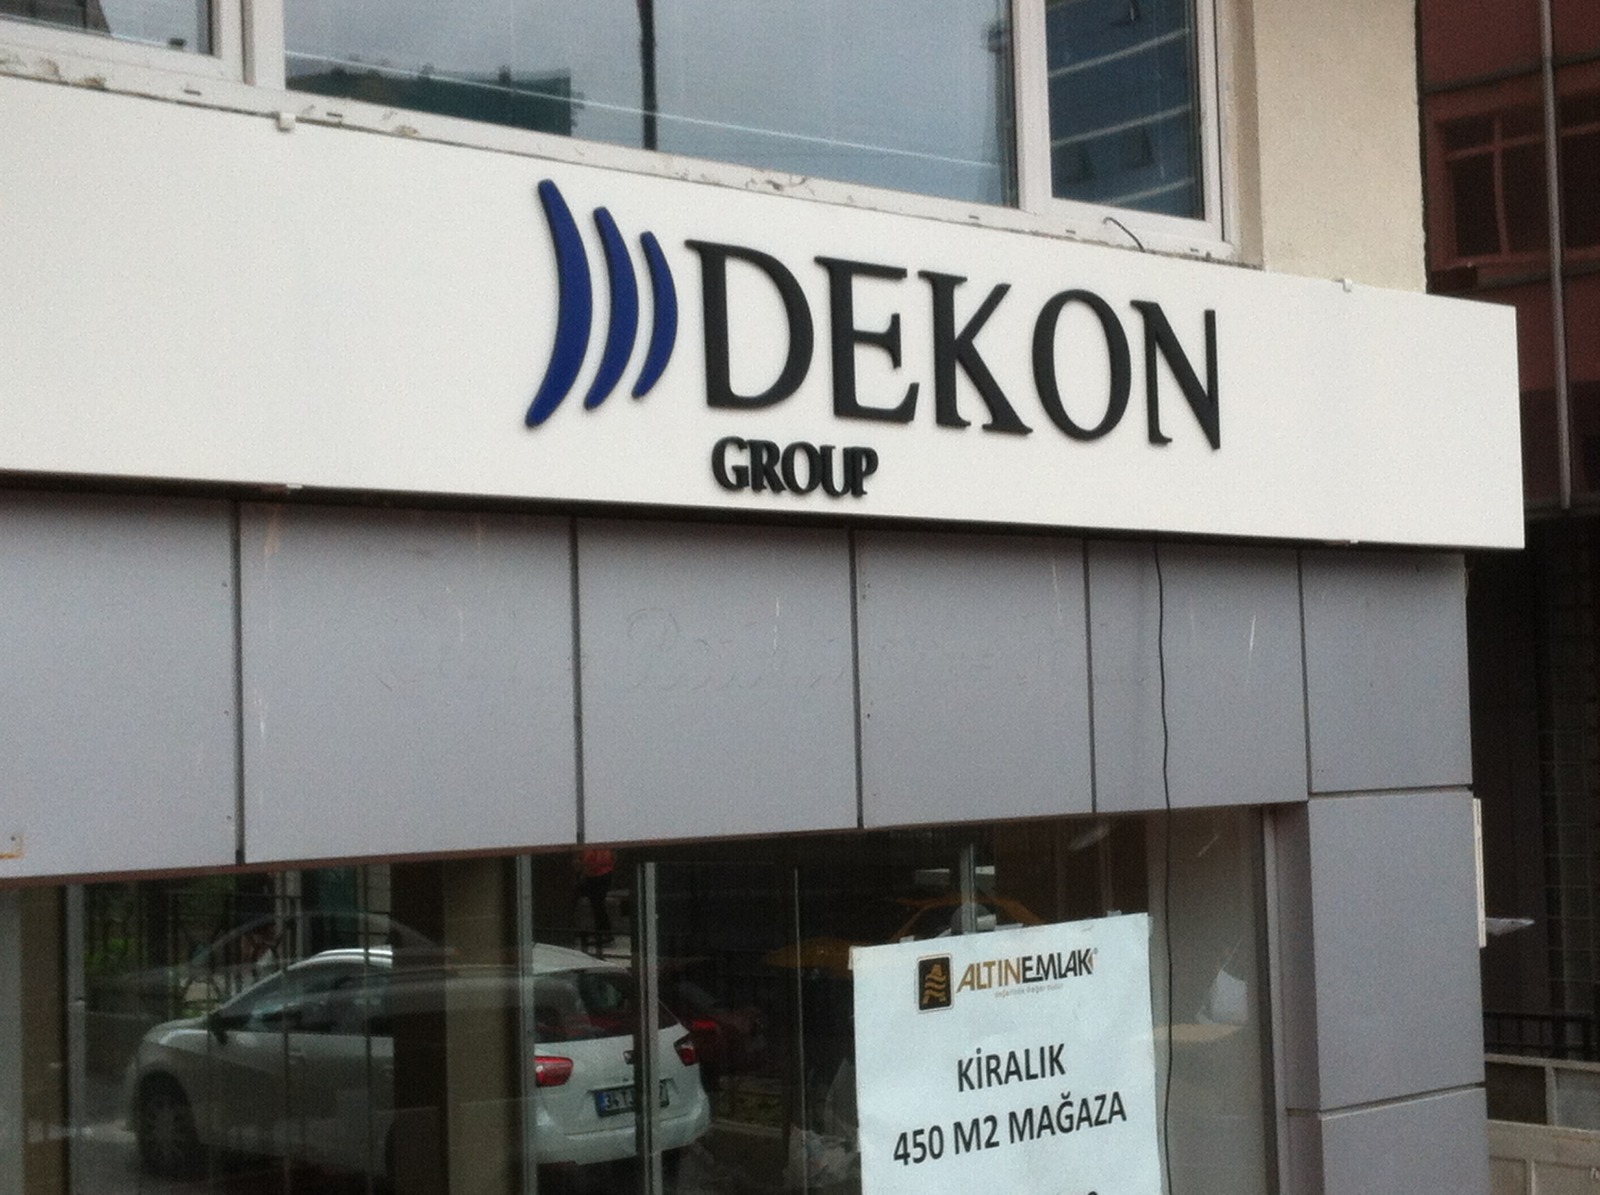 DEKON
GROUP
ALTINEMLAK
KİRALIK
450 M2 MAĞAZA